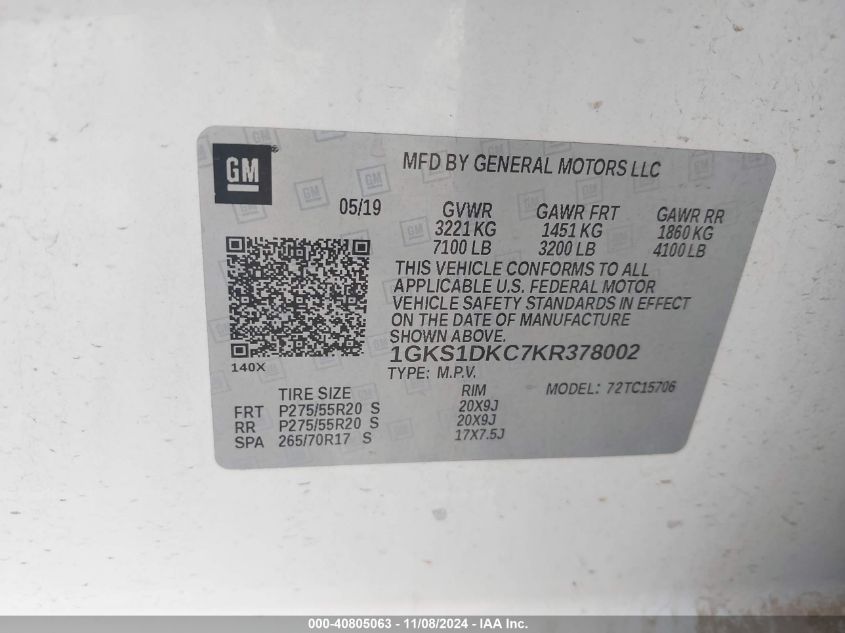 GM
MFD BY GENERAL MOTORS LLC
05/19 GVWR GAWR FRT GAWR RR
3221 KG 1451 KG 1860 KG
7100 LB 3200 LB 4100 LB
THIS VEHICLE CONFORMS TO ALL
APPLICABLE U.S. FEDERAL MOTOR
VEHICLE SAFETY STANDARDS IN EFFECT
ON THE DATE OF MANUFACTURE
SHOWN ABOVE.
140X
1GKS1DKC7KR378002
TYPE: M.P.V. MODEL: 72TC15706
TIRE SIZE RIM
FRT P275/55R20 S 20X9J
RR P275/55R20 S 20X9J
SPA 265/70R17 S 17X7.5J
000-40805063 - 11/08/2024 - IAA Inc.